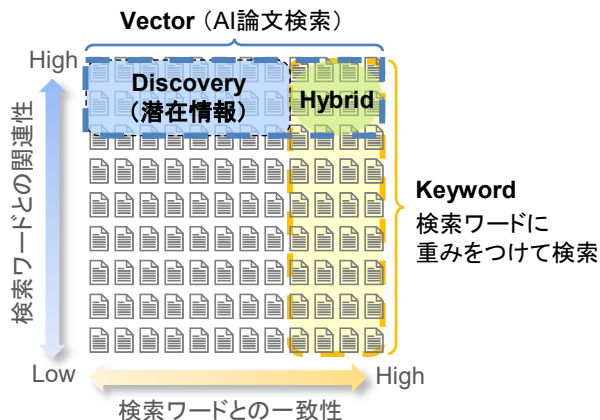 Vector（AI論文検索）
High
Discovery
（潜在情報）
Hybrid
検索ワードとの関連性
Keyword
検索ワードに
重みをつけて検索
Low
High
検索ワードとの一致性